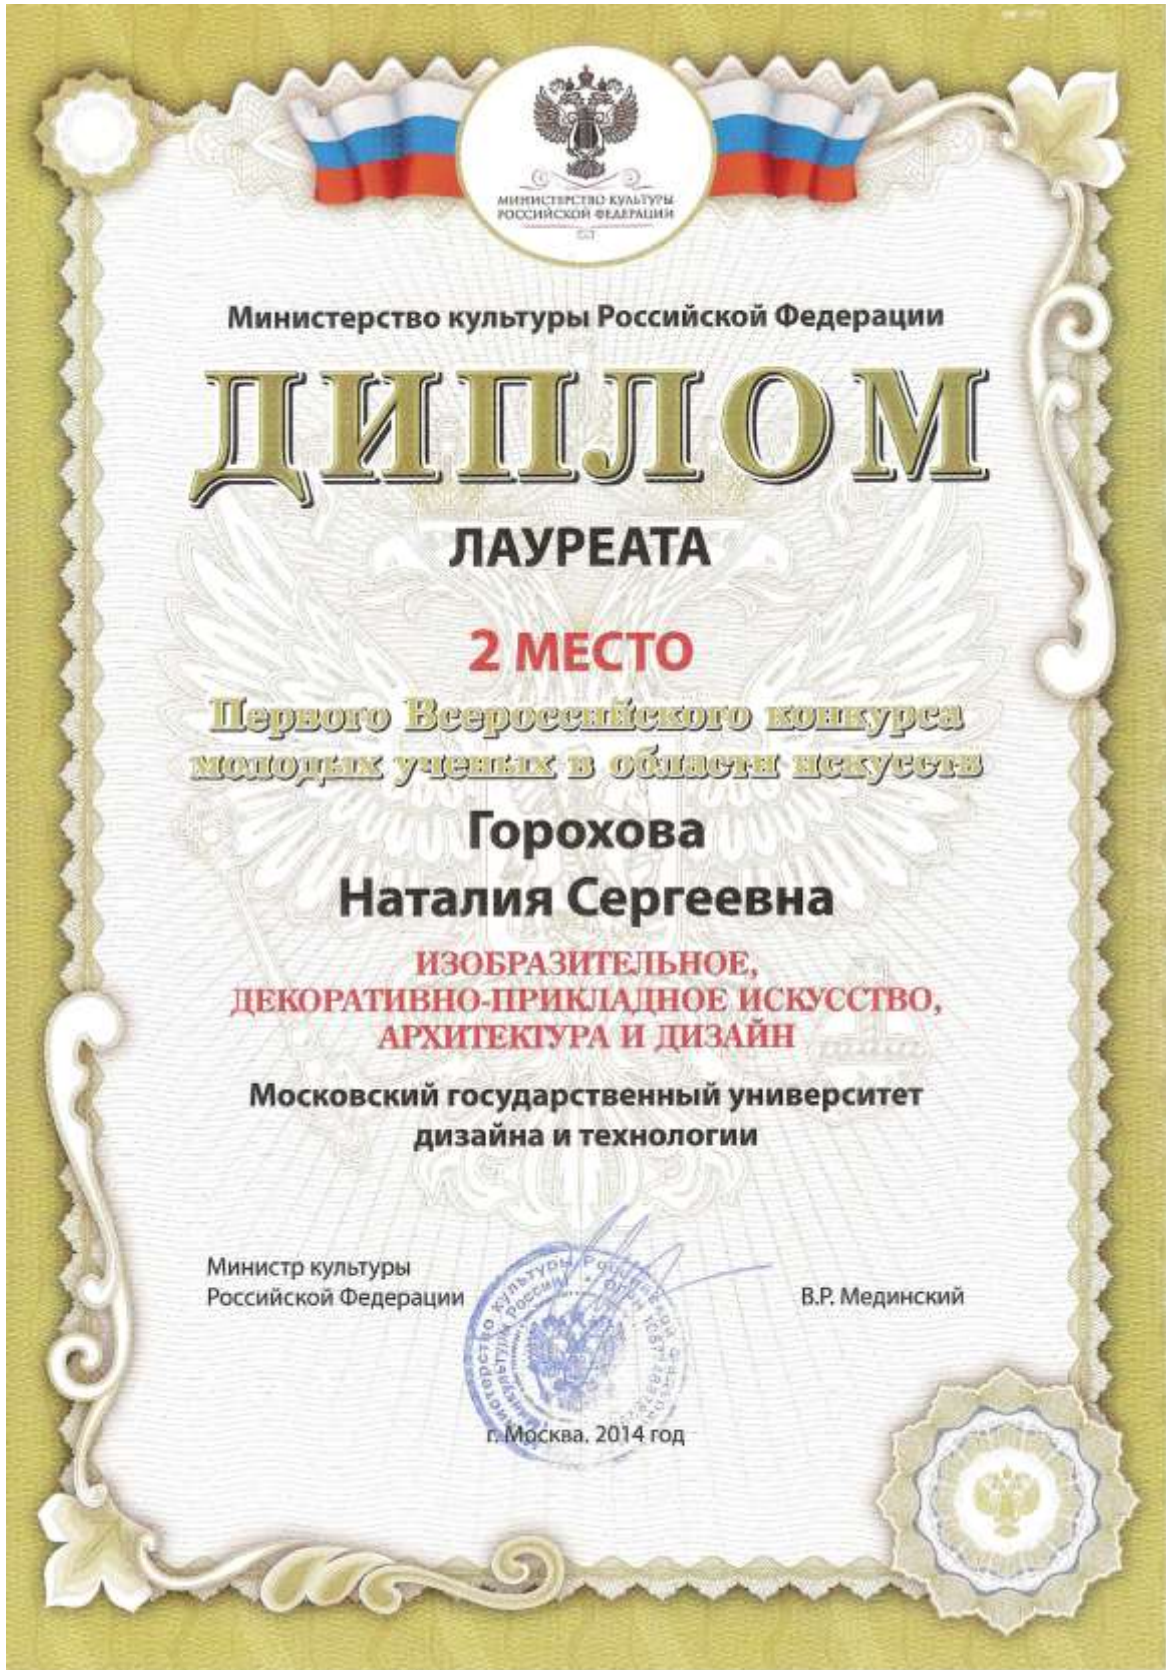 МИНИСТЕРСТВО КУЛЬТУРЫ
РОССИЙСКОЙ ФЕДЕРАЦИИ
Министерство культуры Российской Федерации
ДИПЛОМ
ЛАУРЕАТА
2 МЕСТО
Первого Всероссийского конкурса
молодых ученых в области искусств
Горохова
Наталия Сергеевна
ИЗОБРАЗИТЕЛЬНОЕ,
ДЕКОРАТИВНО-ПРИКЛАДНОЕ ИСКУССТВО,
АРХИТЕКТУРА И ДИЗАЙН
Московский государственный университет
дизайна и технологии
Министр культуры
Российской Федерации
В.Р. Мединский
г. Москва, 2014 год